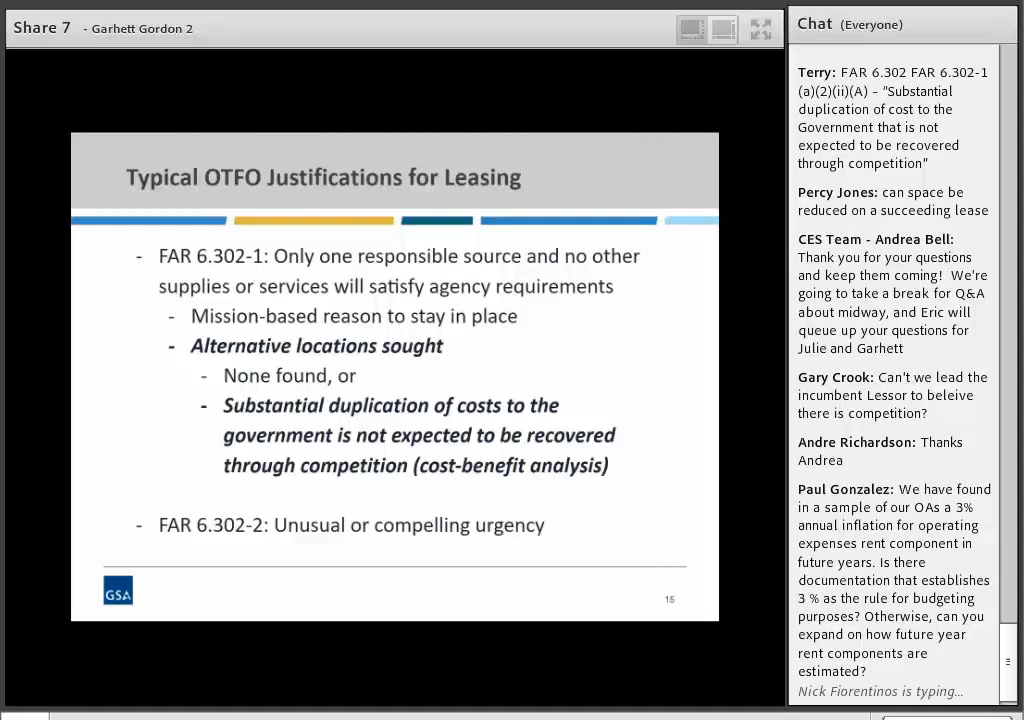 Share 7 - Garhett Gordon 2
Typical OTFO Justifications for Leasing
- FAR 6.302-1: Only one responsible source and no other
supplies or services will satisfy agency requirements
- Mission-based reason to stay in place
- Alternative locations sought
- None found, or
- Substantial duplication of costs to the
government is not expected to be recovered
through competition (cost-benefit analysis)
- FAR 6.302-2: Unusual or compelling urgency
GSA
15
Chat (Everyone)
Terry: FAR 6.302 FAR 6.302-1
(a)(2)(ii)(A) - "Substantial
duplication of cost to the
Government that is not
expected to be recovered
through competition"
Percy Jones: can space be
reduced on a succeeding lease
CES Team - Andrea Bell:
Thank you for your questions
and keep them coming! We're
going to take a break for Q&A
about midway, and Eric will
queue up your questions for
Julie and Garhett
Gary Crook: Can't we lead the
incumbent Lessor to beleive
there is competition?
Andre Richardson: Thanks
Andrea
Paul Gonzalez: We have found
in a sample of our OAs a 3%
annual inflation for operating
expenses rent component in
future years. Is there
documentation that establishes
3 % as the rule for budgeting
purposes? Otherwise, can you
expand on how future year
rent components are
estimated?
Nick Fiorentinos is typing...